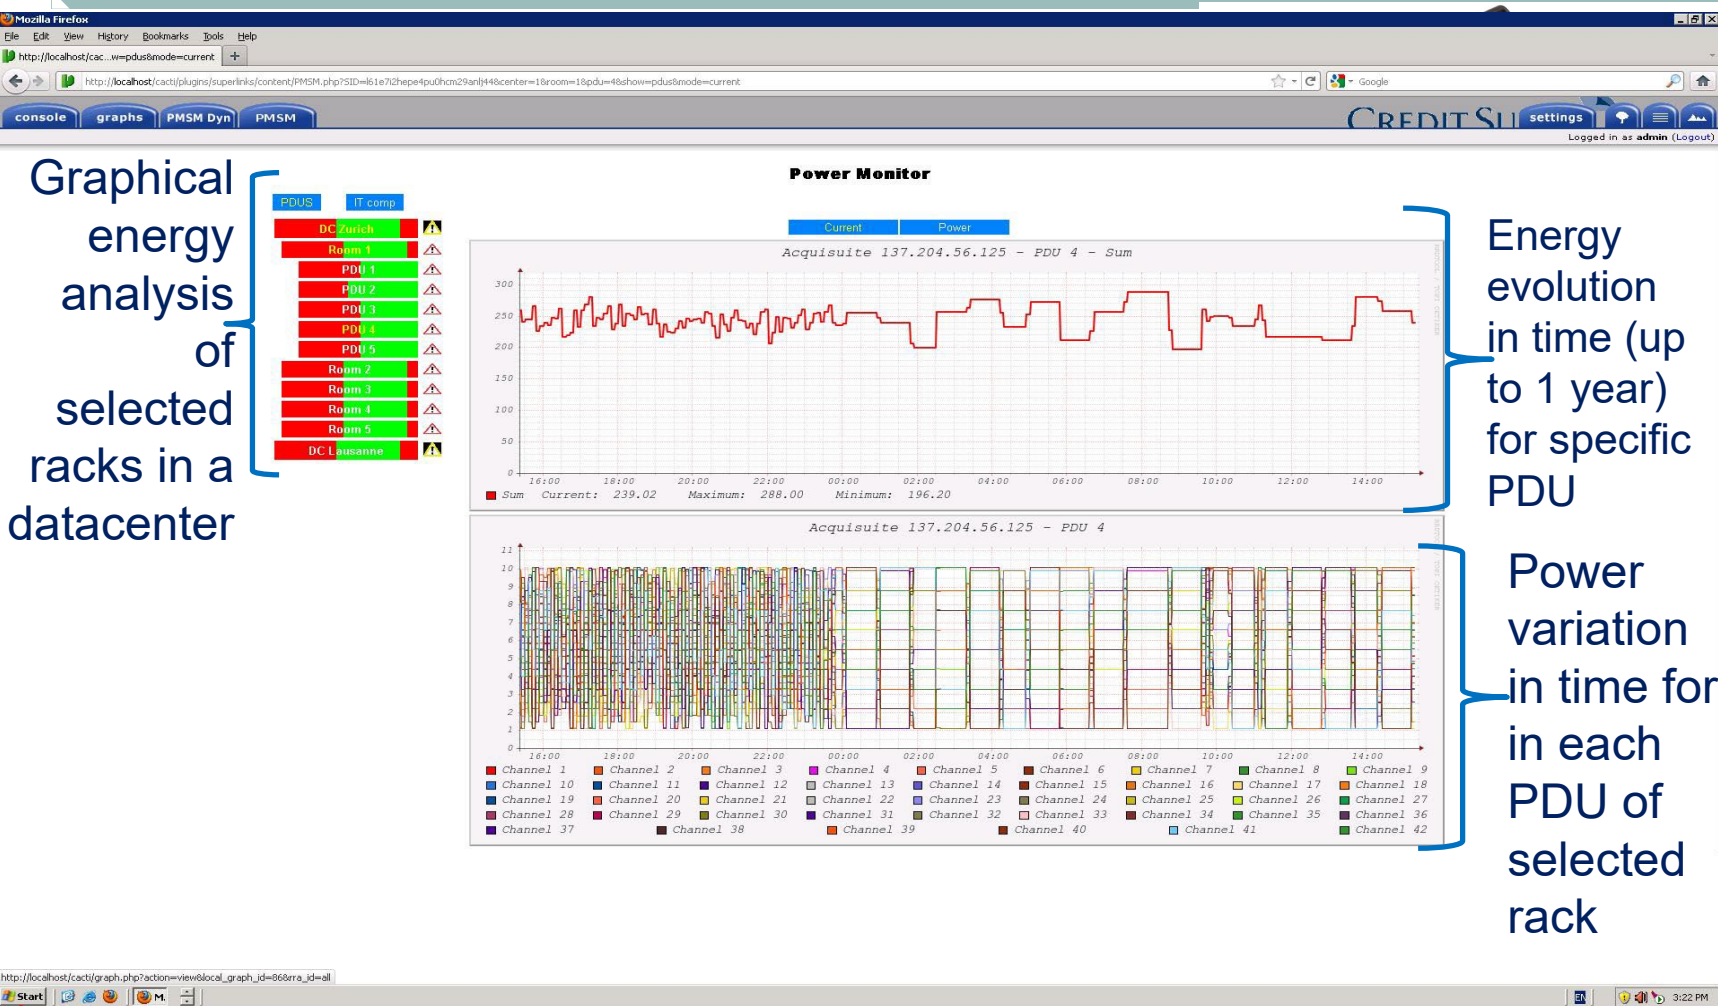 Mozilla Firefox
File Edit View History Bookmarks Tools Help
http://localhost/cac...w=pdus&mode=current +
http://localhost/cacti/plugins/superlinks/content/PMSM.php?SID=l61e7i2hepe4pu0hcm29anlj44&center=1&room=1&pdu=4&show=pdus&mode=current
Google
console graphs PMSM Dyn PMSM
CREDIT SU
settings
Logged in as admin (Logout)
Graphical
energy
analysis
of
selected
racks in a
datacenter
Power Monitor
PDUS IT comp
DC Zurich
Room 1
PDU 1
PDU 2
PDU 3
PDU 4
PDU 5
Room 2
Room 3
Room 4
Room 5
DC Lausanne
Current Power
Acquisuite 137.204.56.125 - PDU 4 - Sum
300
250
200
150
100
50
0
16:00 18:00 20:00 22:00 00:00 02:00 04:00 06:00 08:00 10:00 12:00 14:00
Sum Current: 239.02 Maximum: 288.00 Minimum: 196.20
Energy
evolution
in time (up
to 1 year)
for specific
PDU
Acquisuite 137.204.56.125 - PDU 4
11
10
9
8
7
6
5
4
3
2
1
0
16:00 18:00 20:00 22:00 00:00 02:00 04:00 06:00 08:00 10:00 12:00 14:00
Channel 1 Channel 2 Channel 3 Channel 4 Channel 5 Channel 6 Channel 7 Channel 8 Channel 9
Channel 10 Channel 11 Channel 12 Channel 13 Channel 14 Channel 15 Channel 16 Channel 17 Channel 18
Channel 19 Channel 20 Channel 21 Channel 22 Channel 23 Channel 24 Channel 25 Channel 26 Channel 27
Channel 28 Channel 29 Channel 30 Channel 31 Channel 32 Channel 33 Channel 34 Channel 35 Channel 36
Channel 37 Channel 38 Channel 39 Channel 40 Channel 41 Channel 42
Power
variation
in time for
in each
PDU of
selected
rack
http://localhost/cacti/graph.php?action=view&local_graph_id=86&rra_id=all
Start M. EN 3:22 PM